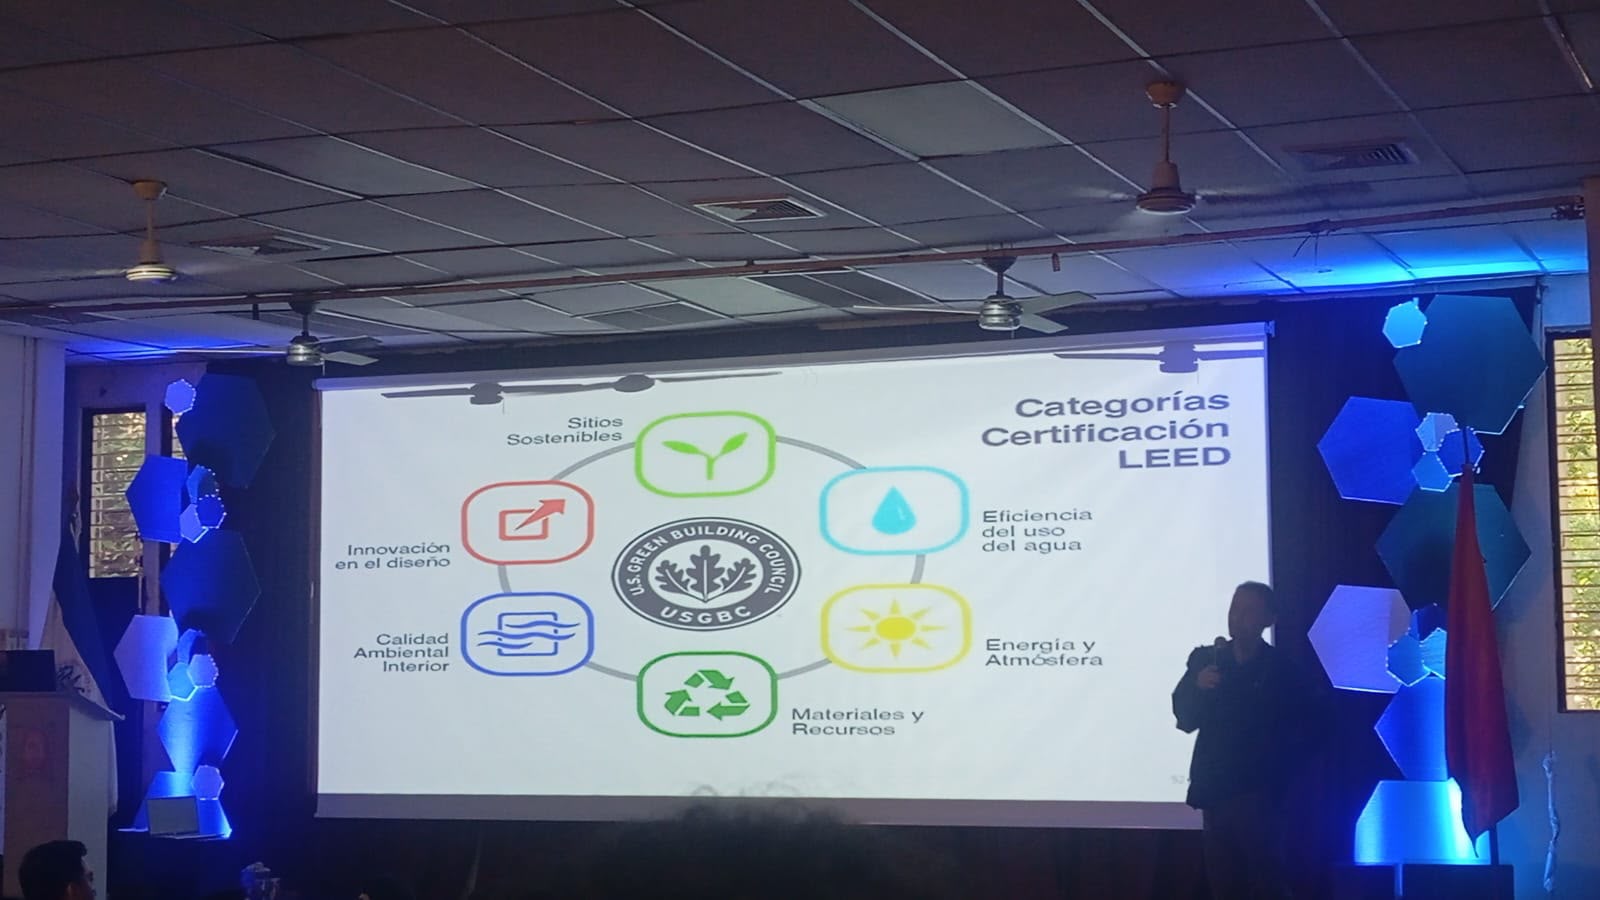 Categorías
Certificación
LEED
Sitios
Sostenibles
Eficiencia
del uso
del agua
Energía y
Atmósfera
Materiales y
Recursos
Calidad
Ambiental
Interior
Innovación
en el diseño
U.S. GREEN BUILDING COUNCIL
USGBC